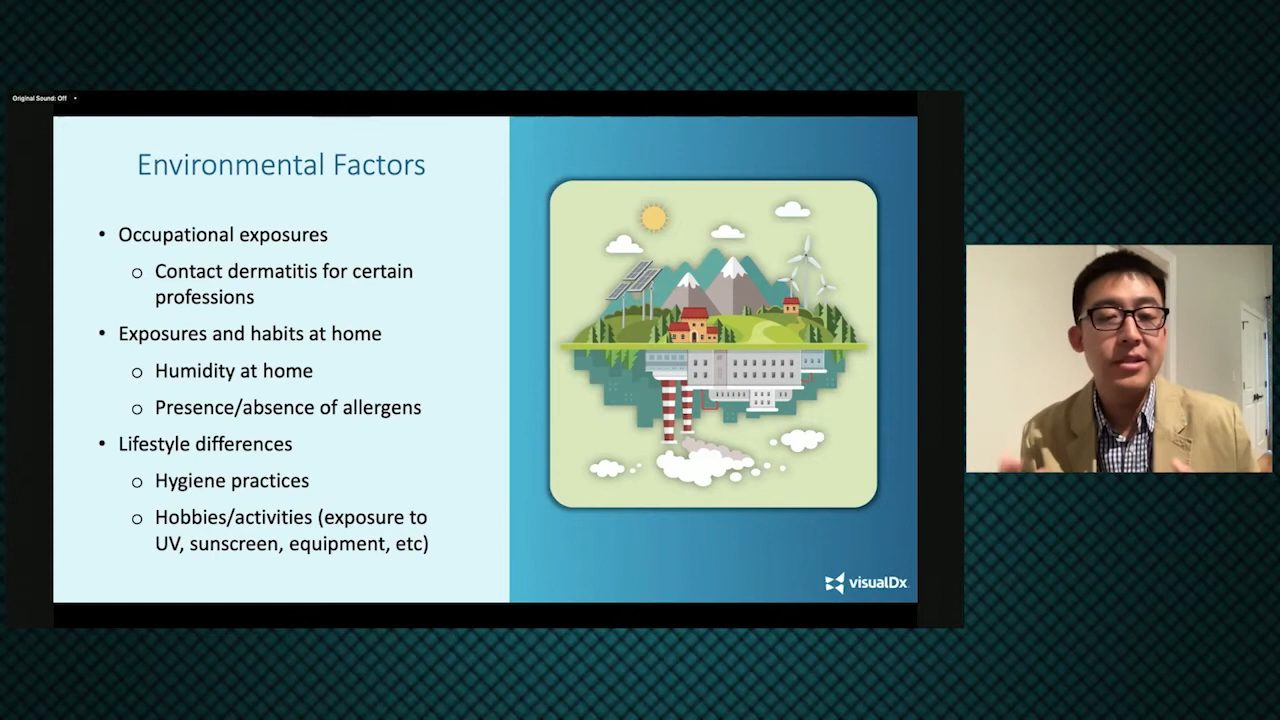 Original Sound: Off
Environmental Factors
• Occupational exposures
o Contact dermatitis for certain
professions
• Exposures and habits at home
o Humidity at home
o Presence/absence of allergens
• Lifestyle differences
o Hygiene practices
o Hobbies/activities (exposure to
UV, sunscreen, equipment, etc)
visualDx